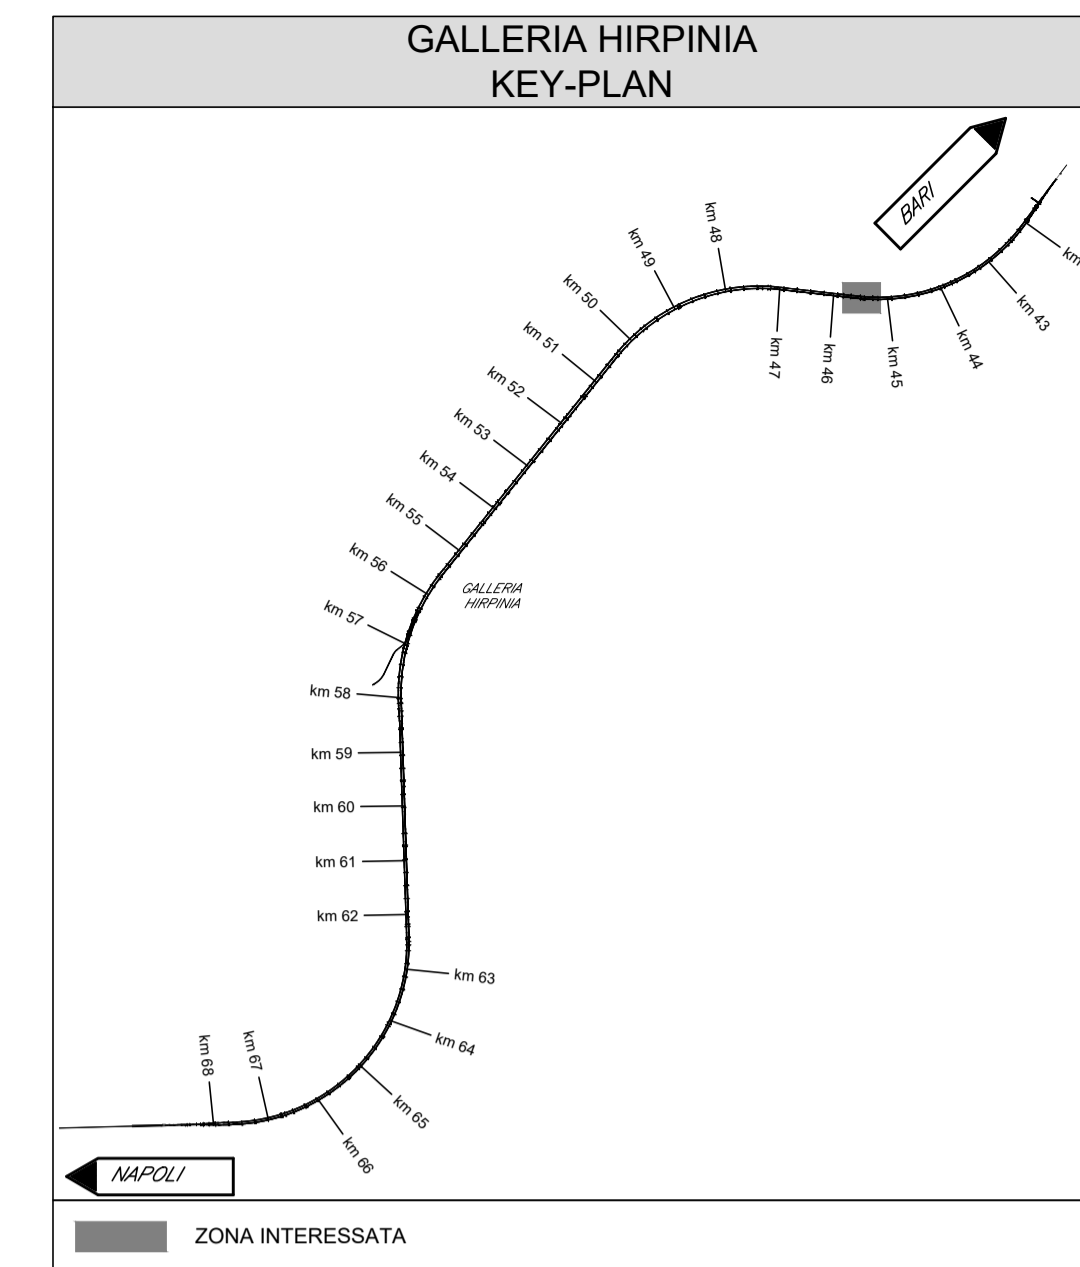 GALLERIA HIRPINIA
KEY-PLAN
BARI
km
km 43
km 44
km 45
km 46
km 47
km 48
km 49
km 50
km 51
km 52
km 53
km 54
km 55
km 56
GALLERIA
HIRPINIA
km 57
km 58
km 59
km 60
km 61
km 62
km 63
km 64
km 65
km 66
km 67
km 68
NAPOLI
ZONA INTERESSATA